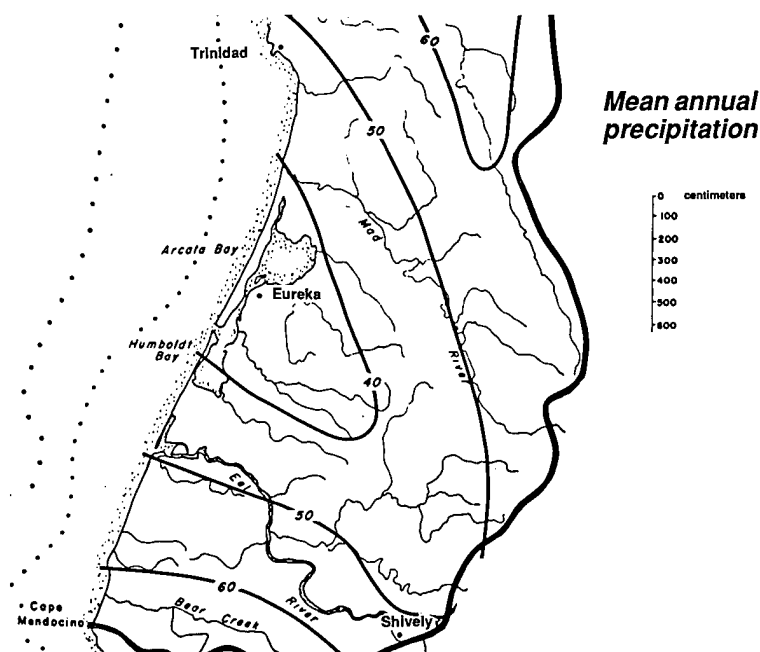 Trinidad
60
Mean annual
precipitation
50
0 centimeters
100
200
300
400
500
600
Mad
Arcata Bay
Eureka
Humboldt
Bay
River
40
Eel
50
60
River
Cape
Mendocino
Bear Creek
Shively